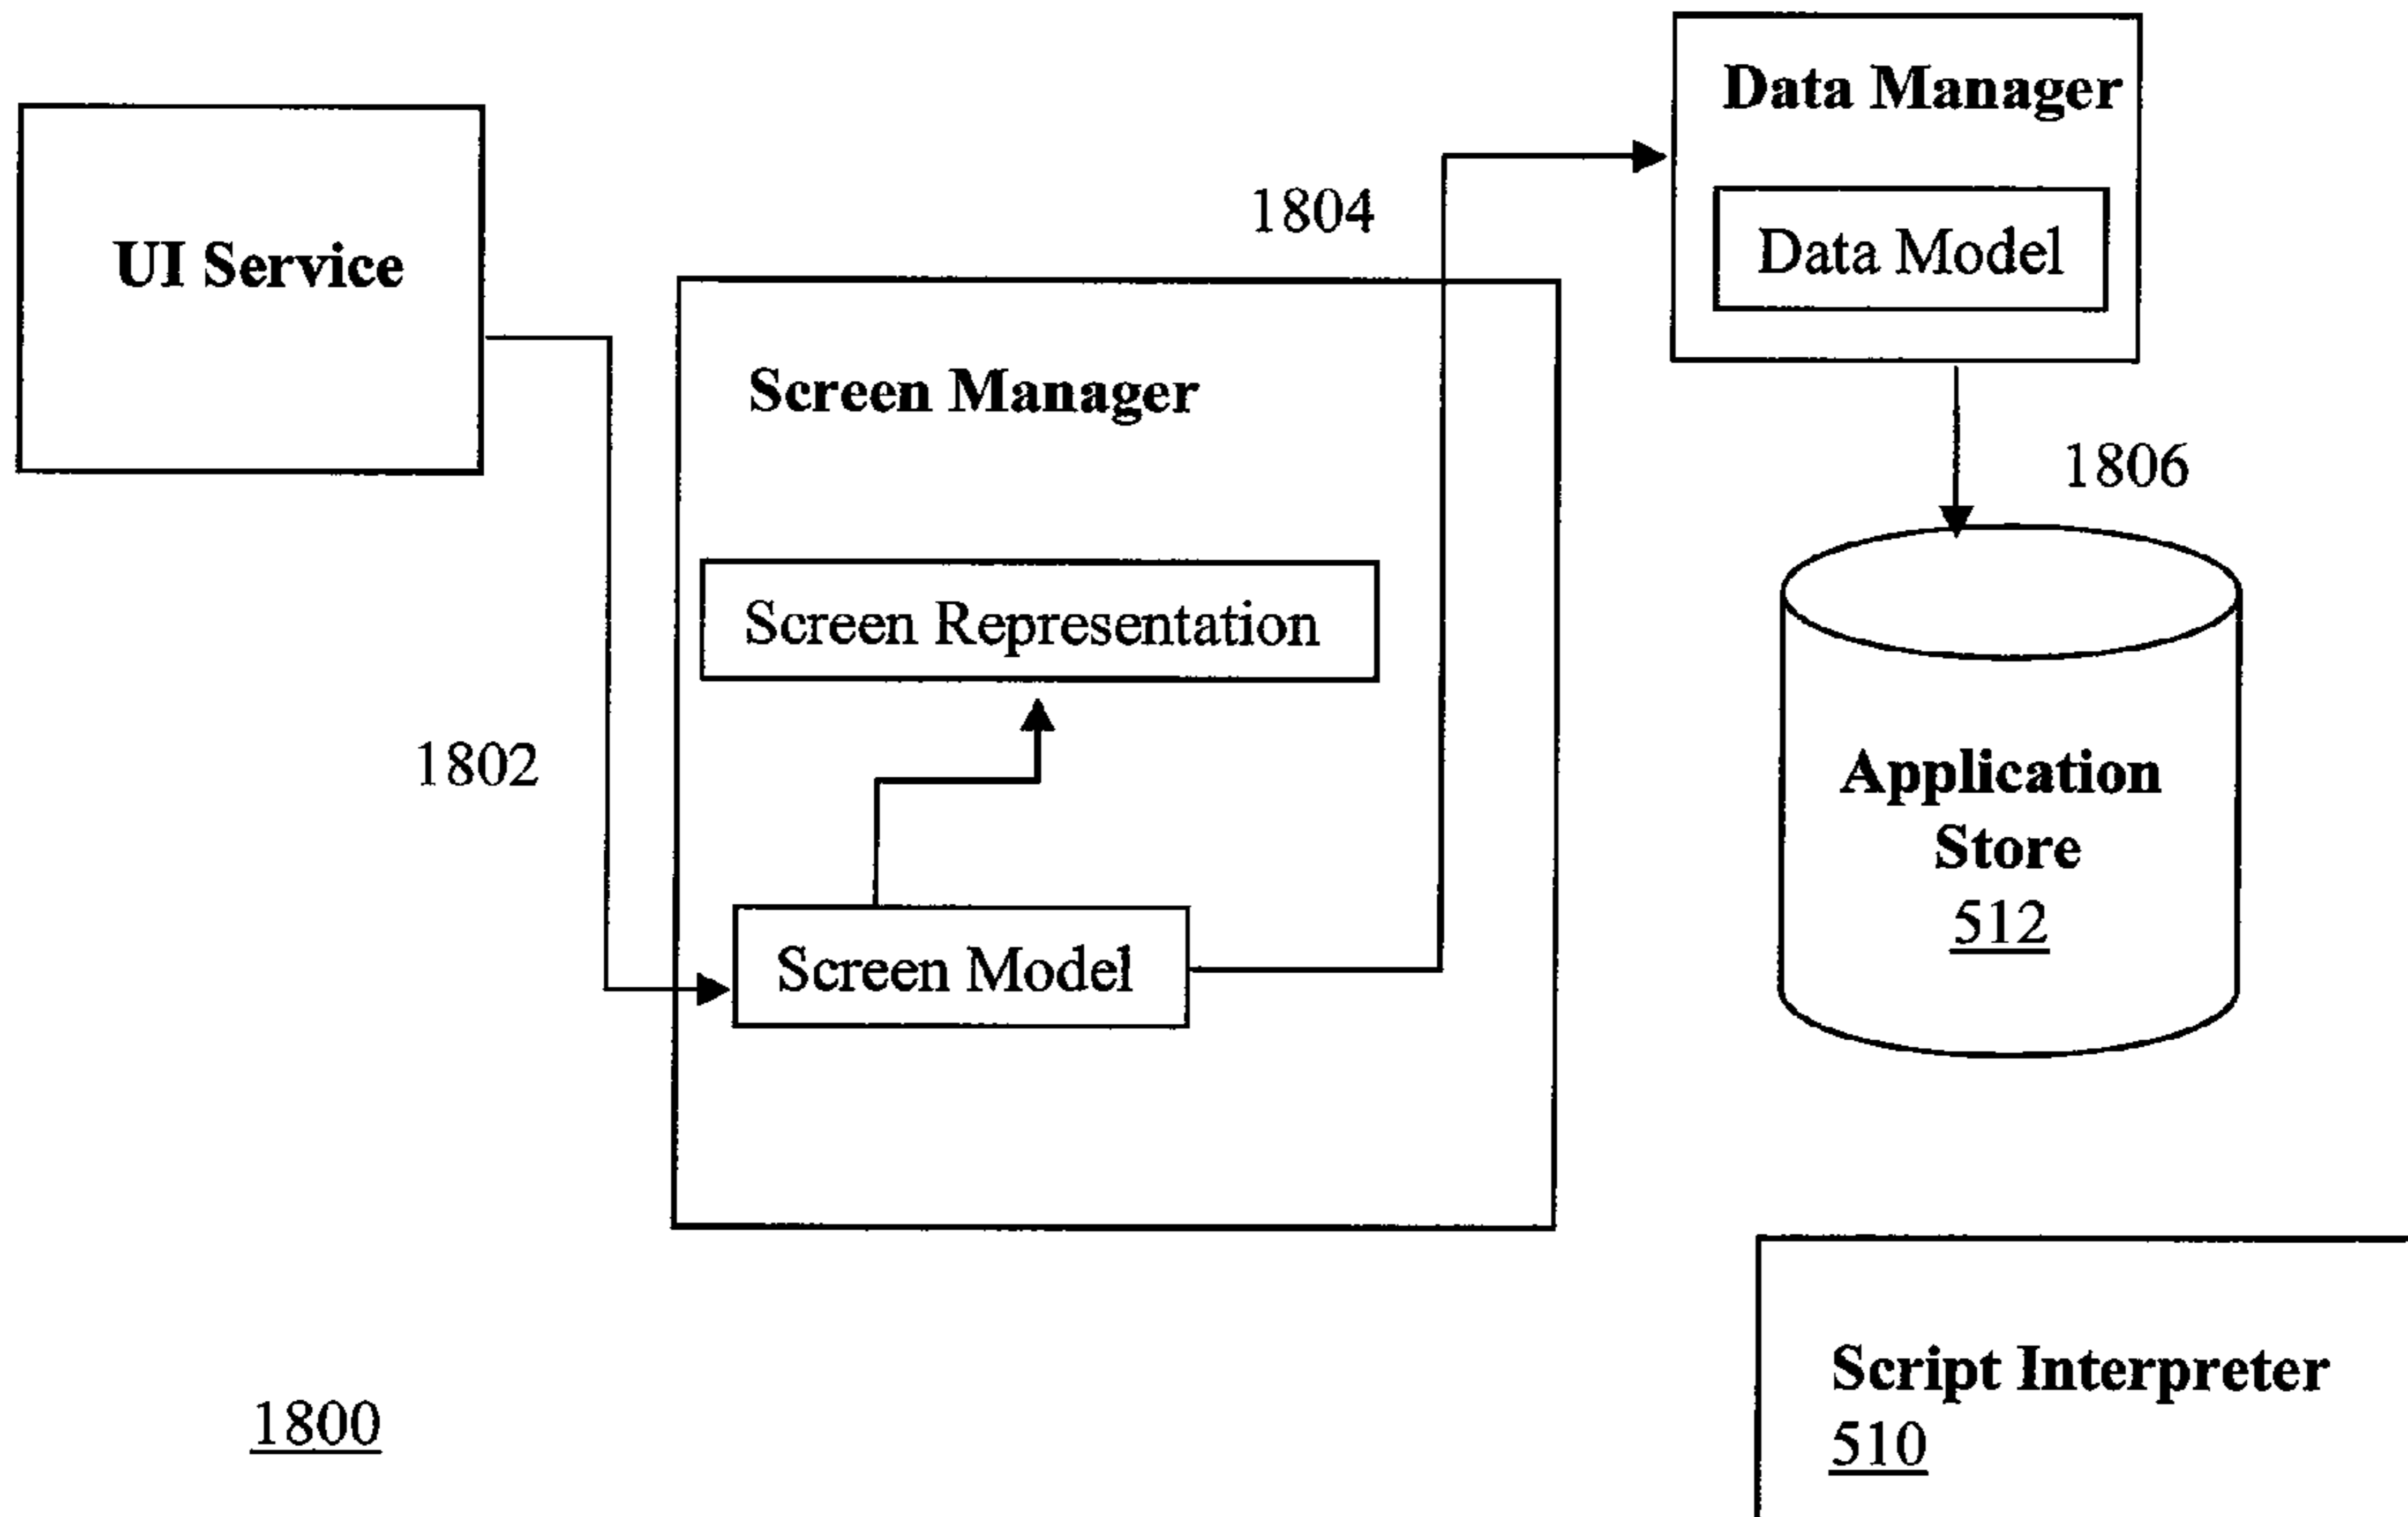 Data Manager
Data Model
UI Service
1804
Screen Manager
1806
Screen Representation
1802
Application
Store
512
Screen Model
Script Interpreter
510
1800